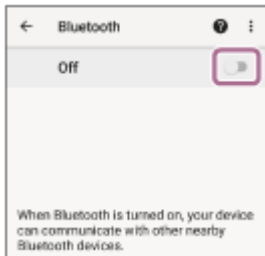 Bluetooth
Off
When Bluetooth is turned on, your device
can communicate with other nearby
Bluetooth devices.